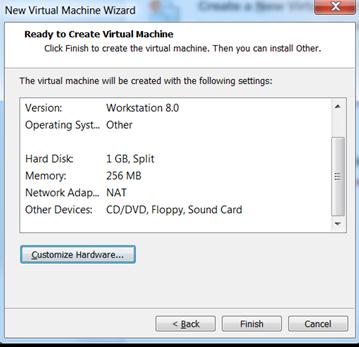 New Virtual Machine Wizard
Ready to Create Virtual Machine
Click Finish to create the virtual machine. Then you can install Other.
The virtual machine will be created with the following settings:
Version: Workstation 8.0
Operating Syst... Other
Hard Disk: 1 GB, Split
Memory: 256 MB
Network Adap... NAT
Other Devices: CD/DVD, Floppy, Sound Card
Customize Hardware...
< Back Finish Cancel